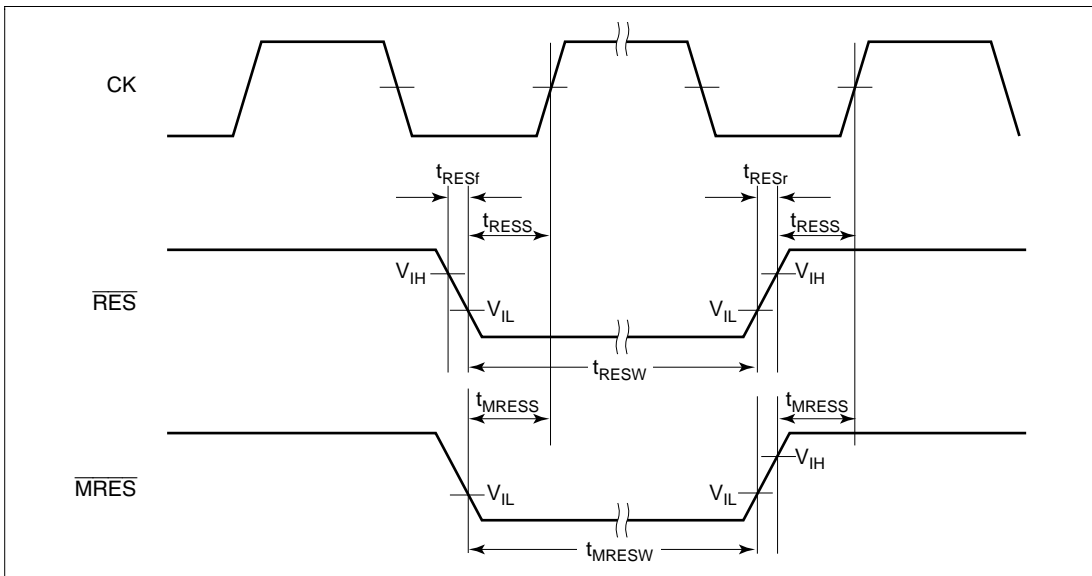 CK
tRESf
tRESr
tRESS
tRESS
VIH
VIH
RES
VIL
VIL
tRESW
tMRESS
tMRESS
VIH
MRES
VIL
VIL
tMRESW